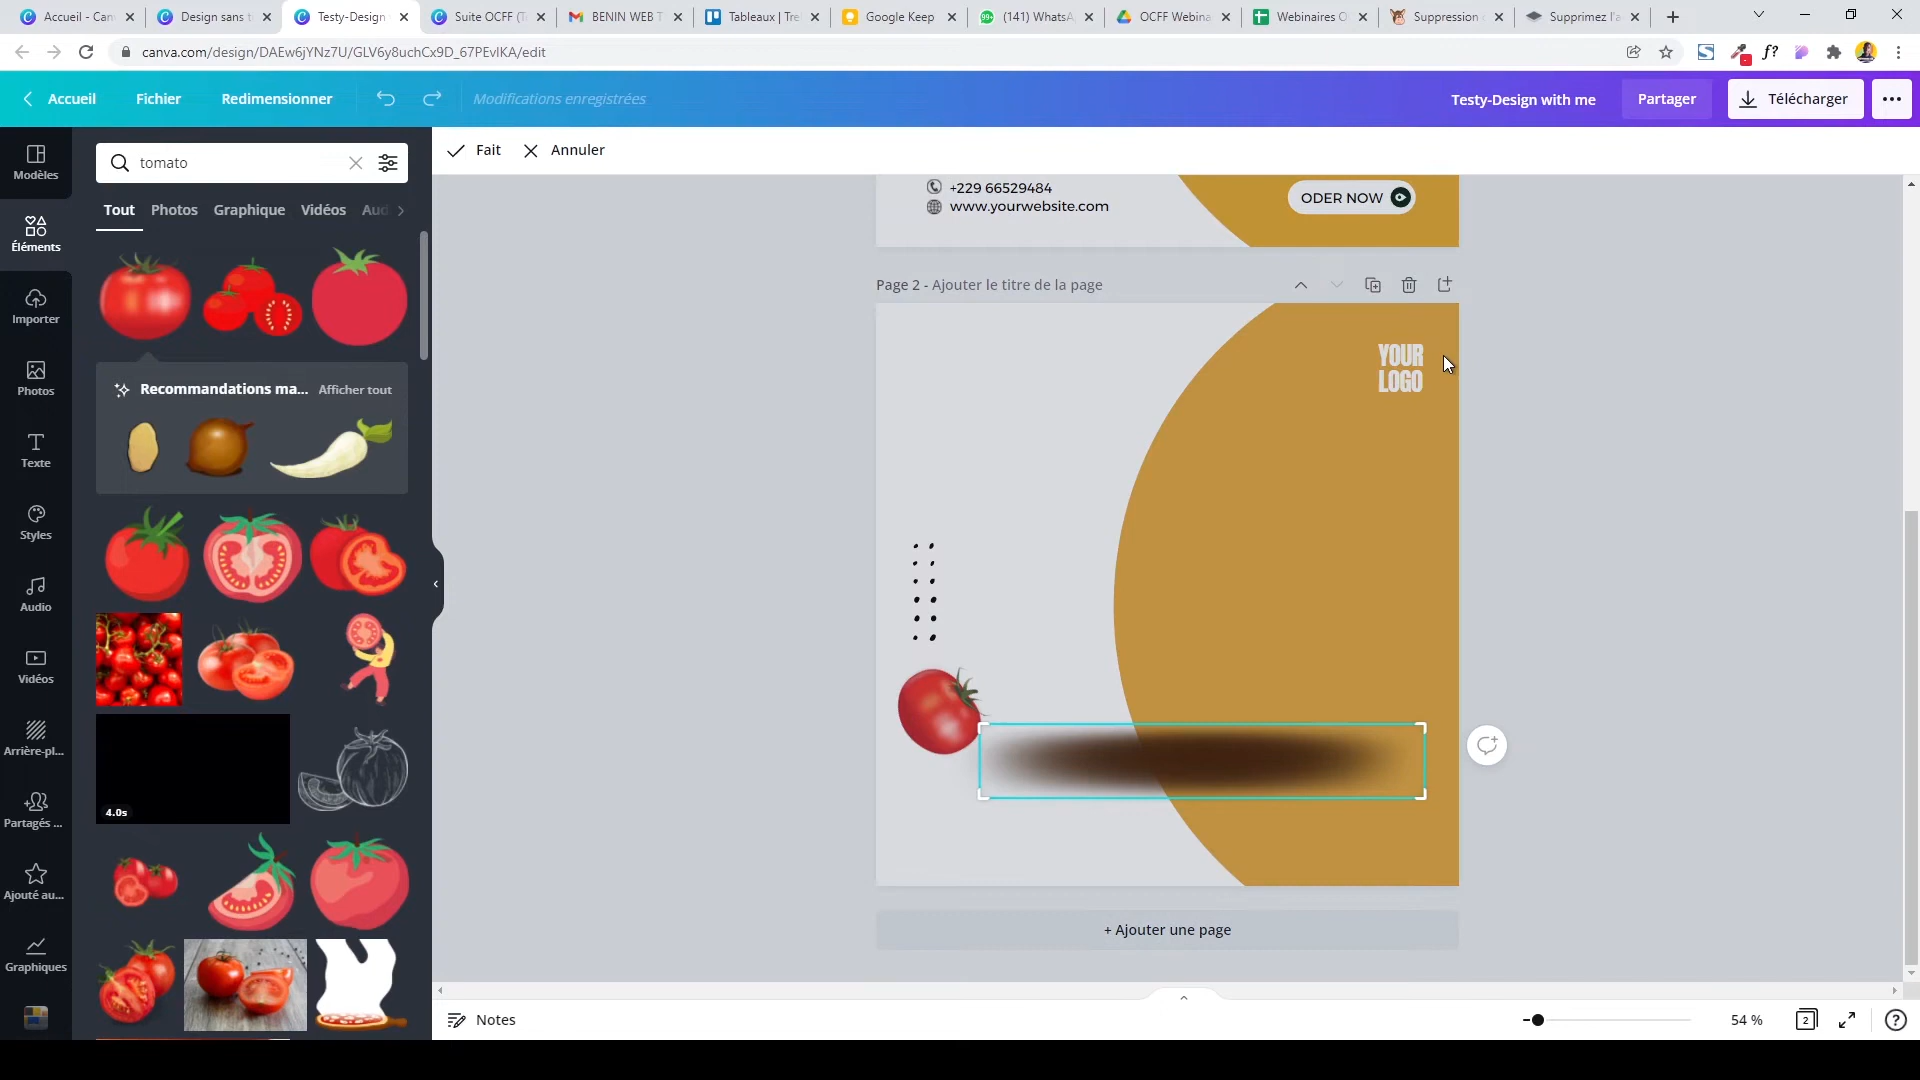 Accueil - Can
Design sans t
Testy-Design
Suite OCFF (T
BENIN WEB T
Tableaux | Tre
Google Keep
(141) WhatsA
OCFF Webina
Webinaires O
Suppression
Supprimez l'a
canva.com/design/DAEw6jYNz7U/GLV6y8uchCx9D_67PEvIKA/edit
Accueil
Fichier
Redimensionner
Modifications enregistrées
Testy-Design with me
Partager
Télécharger
Modèles
Éléments
Importer
Photos
Texte
Styles
Audio
Vidéos
Arrière-pl...
Partagés ...
Ajouté au...
Graphiques
tomato
Tout Photos Graphique Vidéos Aud
Recommandations ma... Afficher tout
4.0s
Fait Annuler
+229 66529484
www.yourwebsite.com
ODER NOW
Page 2 - Ajouter le titre de la page
YOUR
LOGO
+ Ajouter une page
Notes
54 %
2